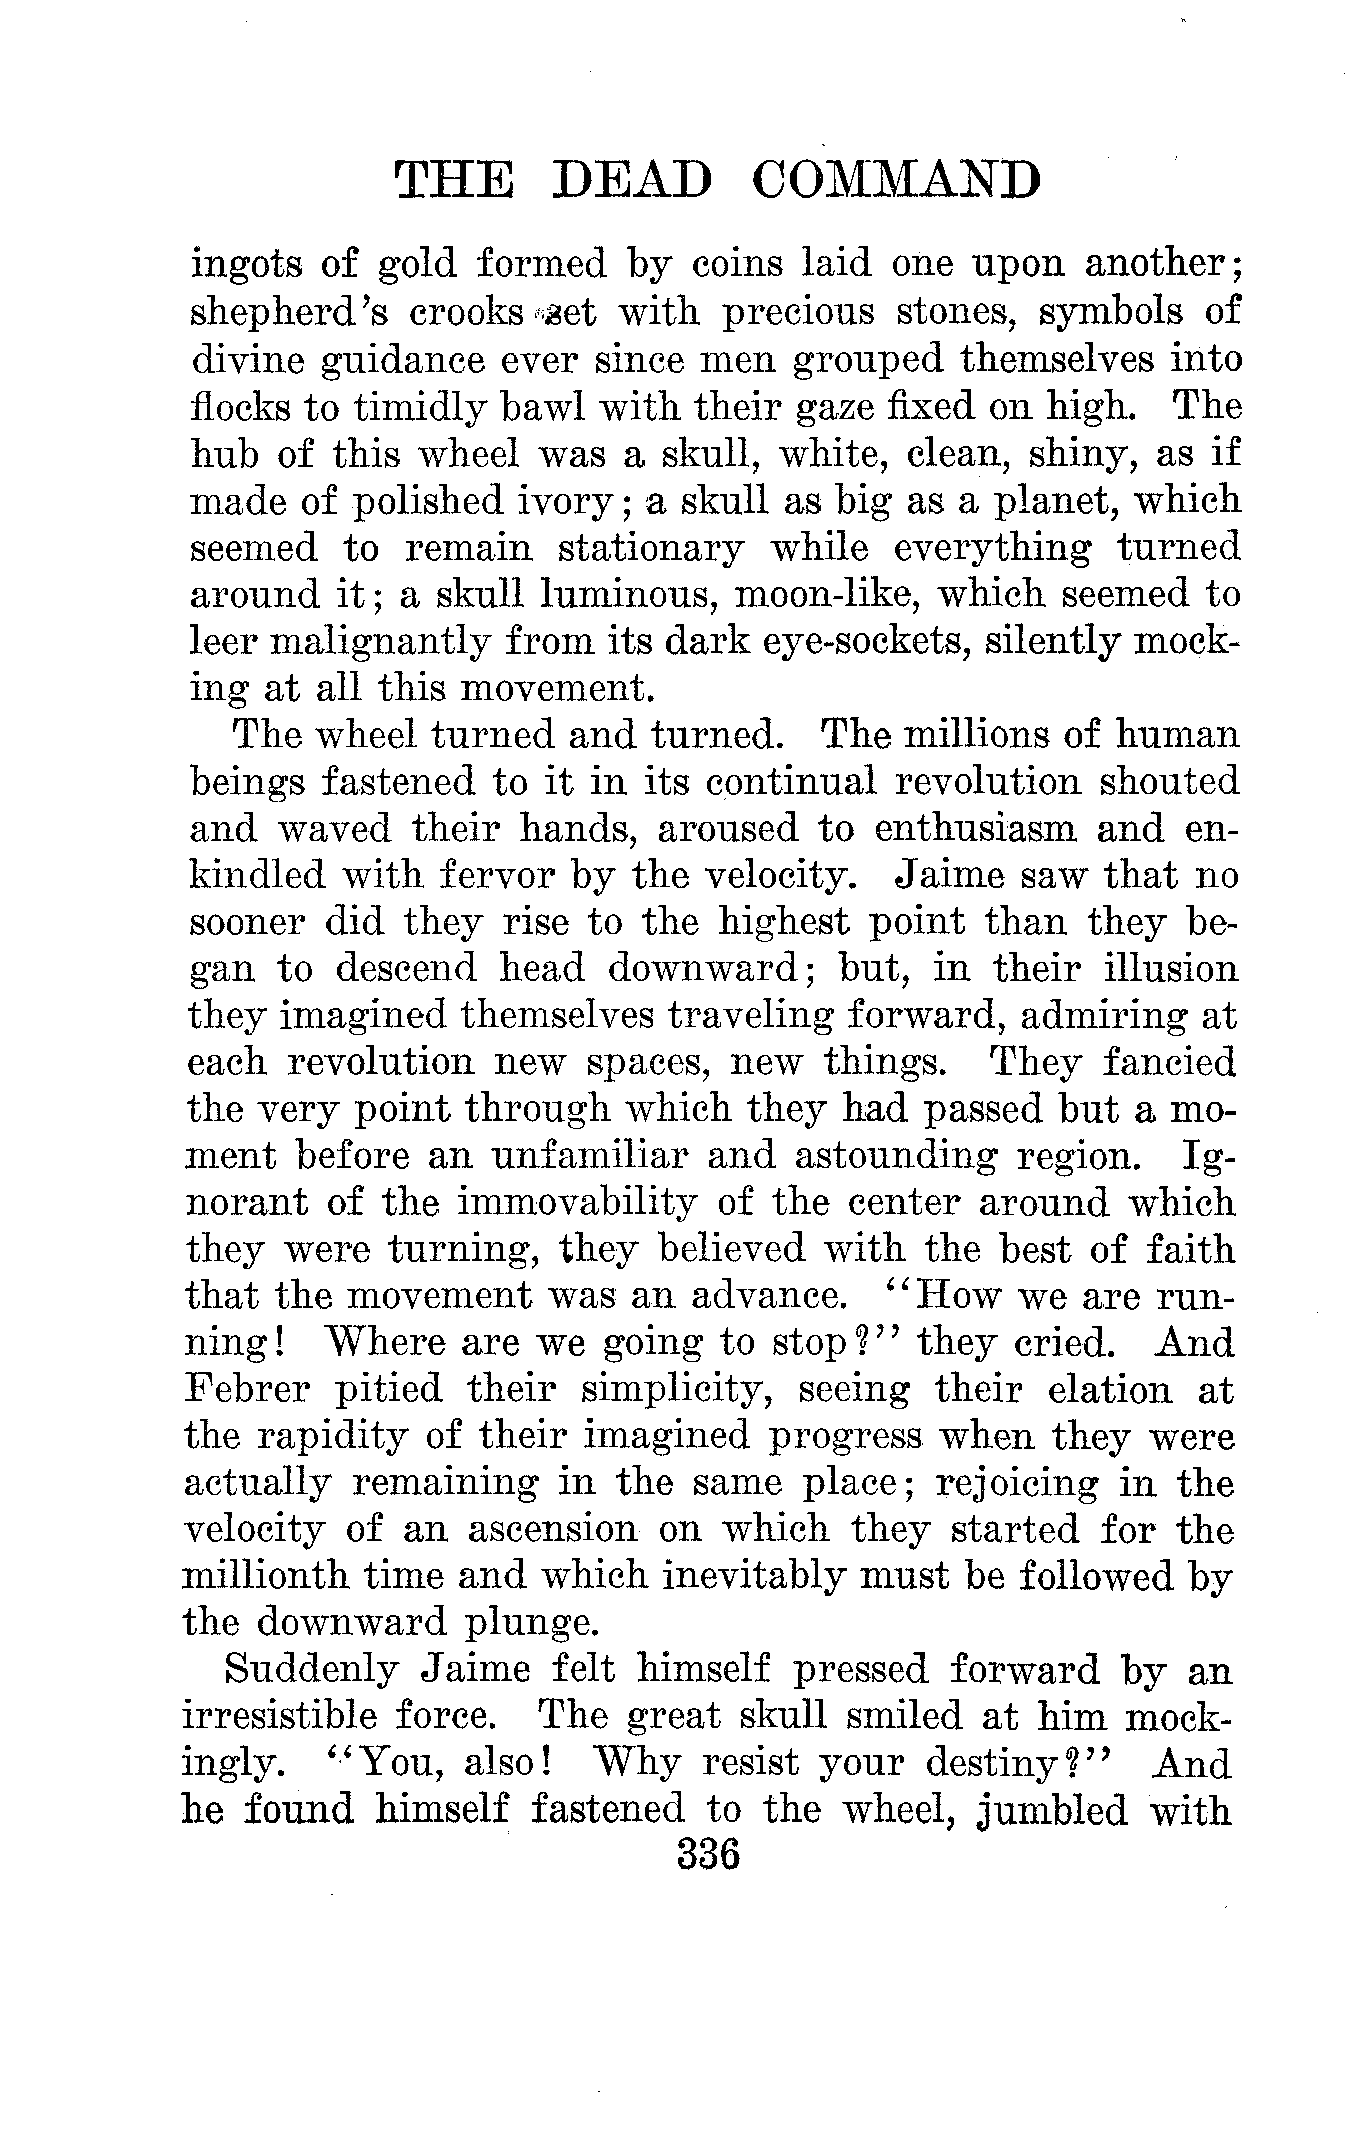 THE DEAD COMMAND
ingots of gold formed by coins laid one upon another;
shepherd's crooks set with precious stones, symbols of
divine guidance ever since men grouped themselves into
flocks to timidly bawl with their gaze fixed on high. The
hub of this wheel was a skull, white, clean, shiny, as if
made of polished ivory; a skull as big as a planet, which
seemed to remain stationary while everything turned
around it; a skull luminous, moon-like, which seemed to
leer malignantly from its dark eye-sockets, silently mock-
ing at all this movement.
The wheel turned and turned. The millions of human
beings fastened to it in its continual revolution shouted
and waved their hands, aroused to enthusiasm and en-
kindled with fervor by the velocity. Jaime saw that no
sooner did they rise to the highest point than they be-
gan to descend head downward; but, in their illusion
they imagined themselves traveling forward, admiring at
each revolution new spaces, new things. They fancied
the very point through which they had passed but a mo-
ment before an unfamiliar and astounding region. Ig-
norant of the immovability of the center around which
they were turning, they believed with the best of faith
that the movement was an advance. "How we are run-
ning! Where are we going to stop?" they cried. And
Febrer pitied their simplicity, seeing their elation at
the rapidity of their imagined progress when they were
actually remaining in the same place; rejoicing in the
velocity of an ascension on which they started for the
millionth time and which inevitably must be followed by
the downward plunge.
Suddenly Jaime felt himself pressed forward by an
irresistible force. The great skull smiled at him mock-
ingly. "You, also! Why resist your destiny?" And
he found himself fastened to the wheel, jumbled with
336